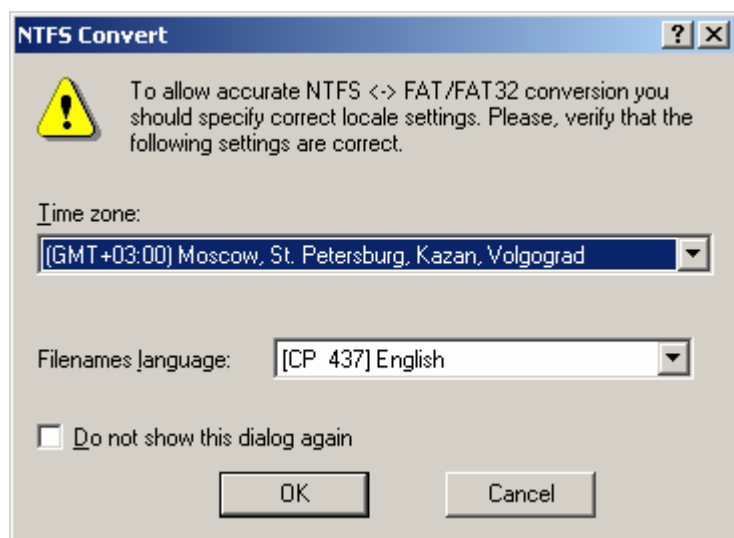 NTFS Convert
To allow accurate NTFS <-> FAT/FAT32 conversion you
should specify correct locale settings. Please, verify that the
following settings are correct.
Time zone:
(GMT+03:00) Moscow, St. Petersburg, Kazan, Volgograd
Filenames language: [CP 437] English
Do not show this dialog again
OK Cancel